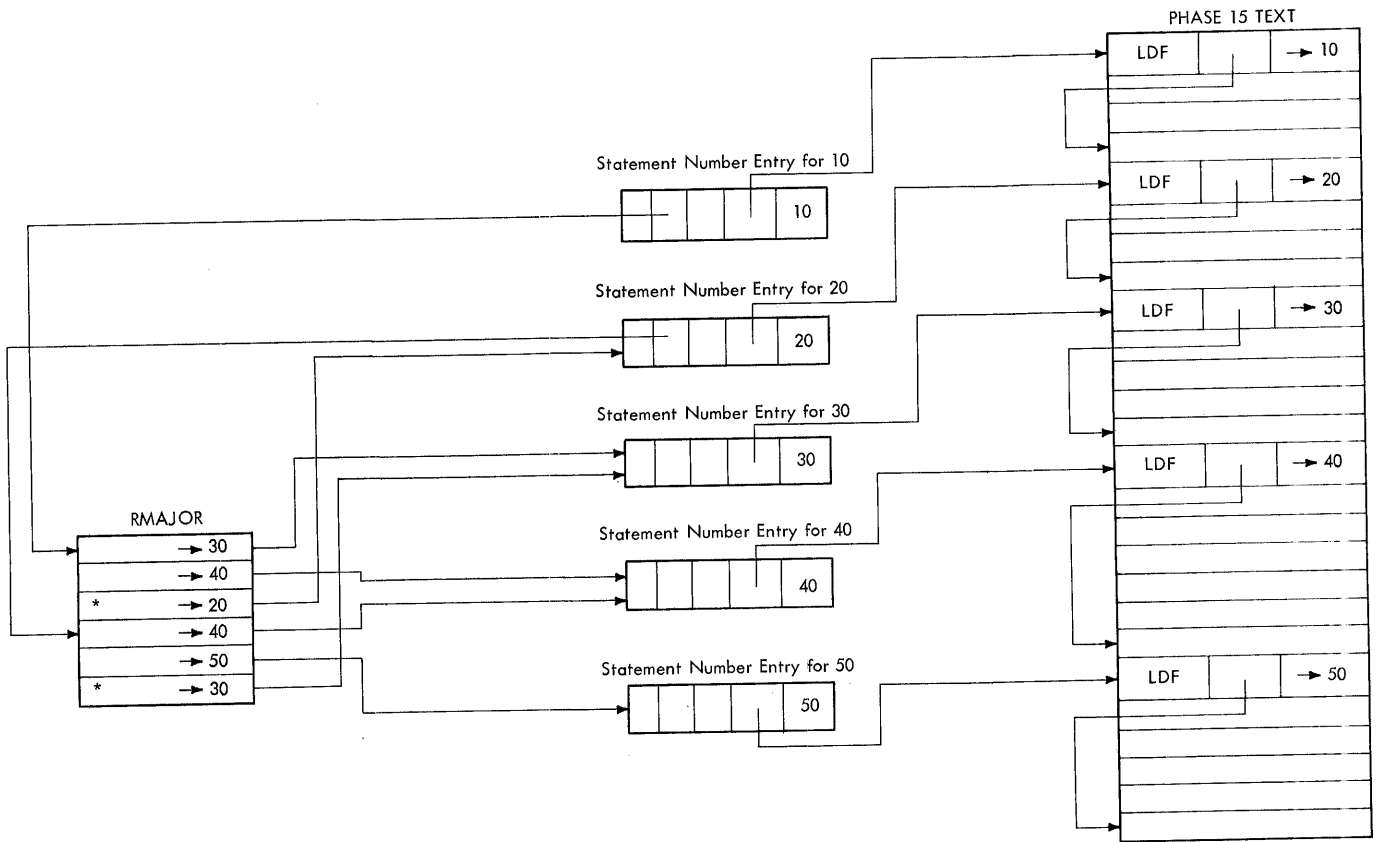 PHASE 15 TEXT
LDF → 10
Statement Number Entry for 10
10
LDF → 20
Statement Number Entry for 20
20
LDF → 30
Statement Number Entry for 30
30
LDF → 40
RMAJOR
→ 30
→ 40
* → 20
→ 40
→ 50
* → 30
Statement Number Entry for 40
40
Statement Number Entry for 50
50
LDF → 50